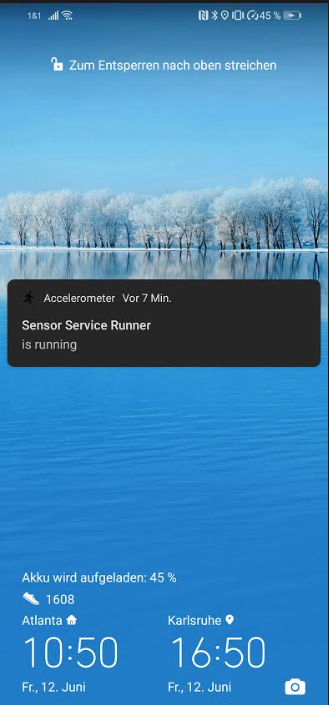 1&1 45 %
Zum Entsperren nach oben streichen
Accelerometer Vor 7 Min.
Sensor Service Runner
is running
Akku wird aufgeladen: 45 %
1608
Atlanta Karlsruhe
10:50 16:50
Fr., 12. Juni Fr., 12. Juni